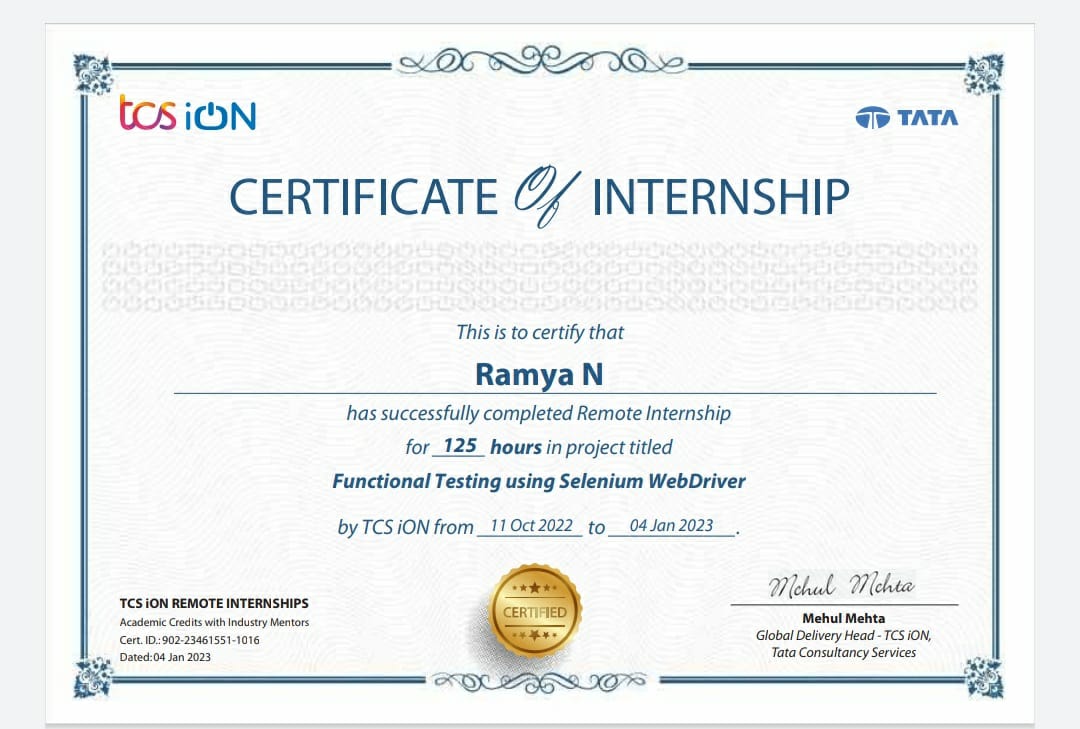 tcs iON
TATA
CERTIFICATE Of INTERNSHIP
This is to certify that
Ramya N
has successfully completed Remote Internship
for 125 hours in project titled
Functional Testing using Selenium WebDriver
by TCS iON from 11 Oct 2022 to 04 Jan 2023.
CERTIFIED
TCS iON REMOTE INTERNSHIPS
Academic Credits with Industry Mentors
Cert. ID.: 902-23461551-1016
Dated:04 Jan 2023
Mehul Mehta
Mehul Mehta
Global Delivery Head - TCS iON,
Tata Consultancy Services